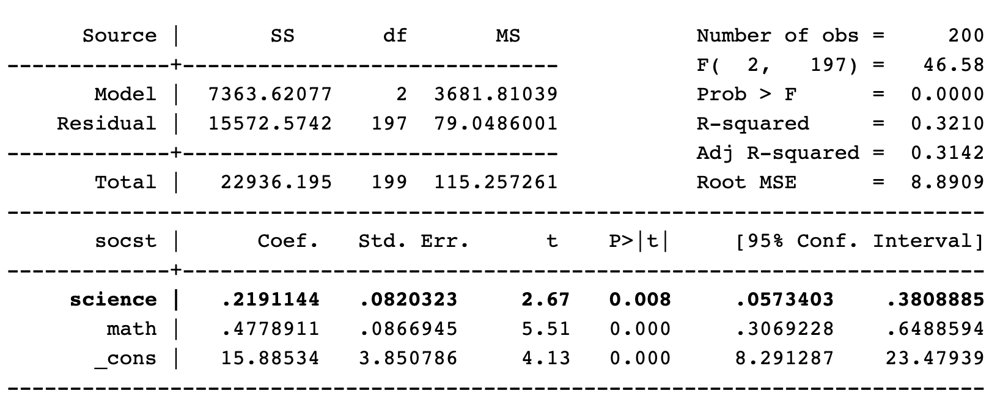 Source | SS df MS Number of obs = 200
-------------+------------------------------ F( 2, 197) = 46.58
Model | 7363.62077 2 3681.81039 Prob > F = 0.0000
Residual | 15572.5742 197 79.0486001 R-squared = 0.3210
-------------+------------------------------ Adj R-squared = 0.3142
Total | 22936.195 199 115.257261 Root MSE = 8.8909
------------------------------------------------------------------------------
socst | Coef. Std. Err. t P>|t| [95% Conf. Interval]
-------------+----------------------------------------------------------------
science | .2191144 .0820323 2.67 0.008 .0573403 .3808885
math | .4778911 .0866945 5.51 0.000 .3069228 .6488594
_cons | 15.88534 3.850786 4.13 0.000 8.291287 23.47939
------------------------------------------------------------------------------